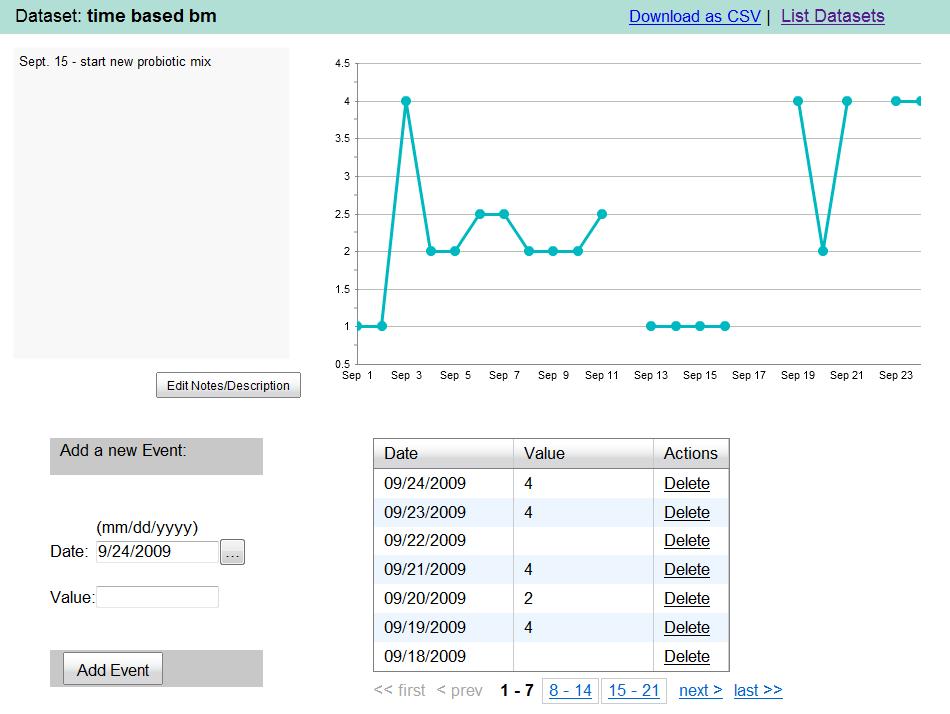 Dataset: time based bm
Download as CSV | List Datasets
Sept. 15 - start new probiotic mix
Edit Notes/Description
4.5
4
3.5
3
2.5
2
1.5
1
0.5
Sep 1 Sep 3 Sep 5 Sep 7 Sep 9 Sep 11 Sep 13 Sep 15 Sep 17 Sep 19 Sep 21 Sep 23
Add a new Event:
(mm/dd/yyyy)
Date: 9/24/2009 ...
Value:
Add Event
Date Value Actions
09/24/2009 4 Delete
09/23/2009 4 Delete
09/22/2009 Delete
09/21/2009 4 Delete
09/20/2009 2 Delete
09/19/2009 4 Delete
09/18/2009 Delete
<< first < prev 1 - 7 8 - 14 15 - 21 next > last >>